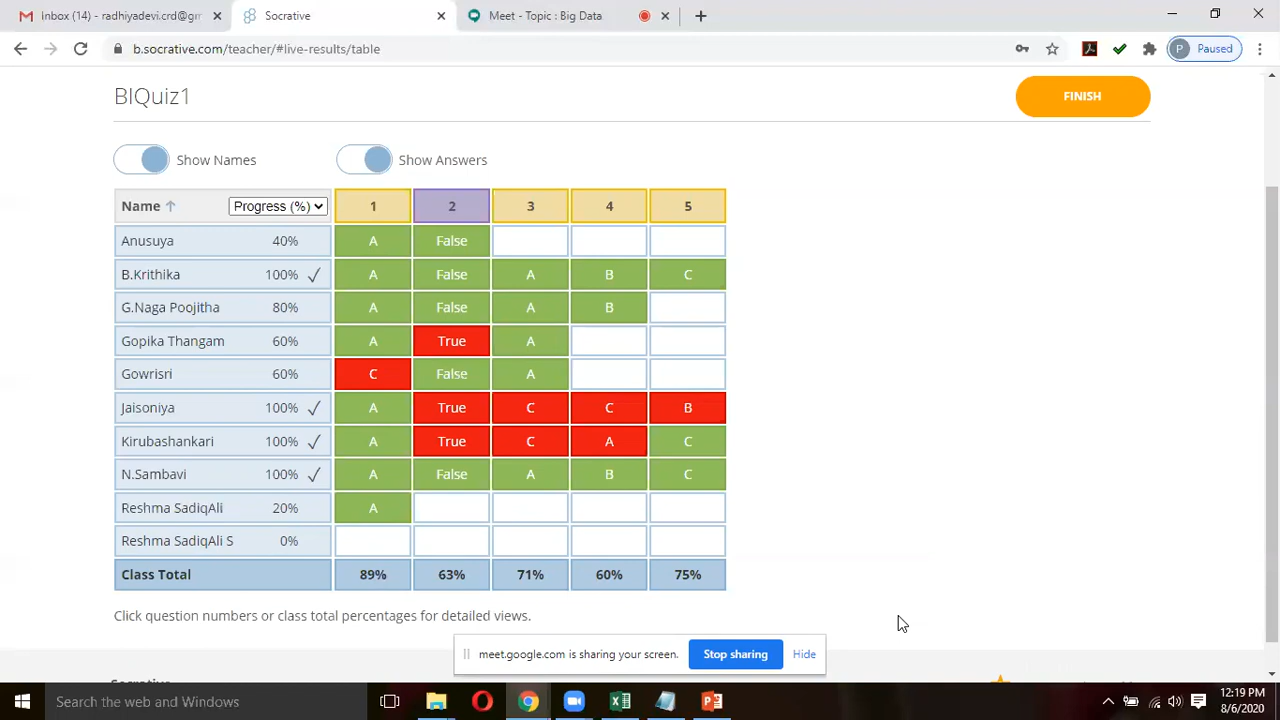 inbox (14) - radhiyadevi.crd@gr
Socrative
Meet - Topic : Big Data
b.socrative.com/teacher/#live-results/table
P Paused
BIQuiz1
FINISH
Show Names
Show Answers
Name Progress (%) 1 2 3 4 5
Anusuya 40% A False
B.Krithika 100% A False A B C
G.Naga Poojitha 80% A False A B
Gopika Thangam 60% A True A
Gowrisri 60% C False A
Jaisoniya 100% A True C C B
Kirubashankari 100% A True C A C
N.Sambavi 100% A False A B C
Reshma SadiqAli 20% A
Reshma SadiqAli S 0%
Class Total 89% 63% 71% 60% 75%
Click question numbers or class total percentages for detailed views.
meet.google.com is sharing your screen. Stop sharing Hide
Socrative
Search the web and Windows
12:19 PM
8/6/2020